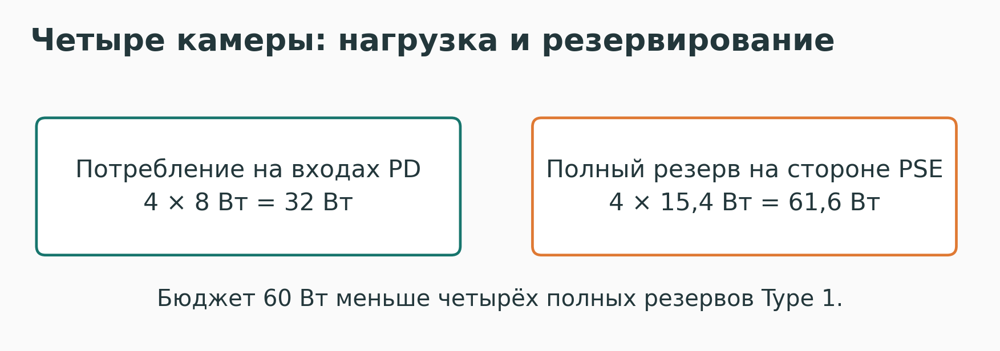 Четыре камеры: нагрузка и резервирование
Потребление на входах PD
4 × 8 Вт = 32 Вт
Полный резерв на стороне PSE
4 × 15,4 Вт = 61,6 Вт
Бюджет 60 Вт меньше четырёх полных резервов Type 1.